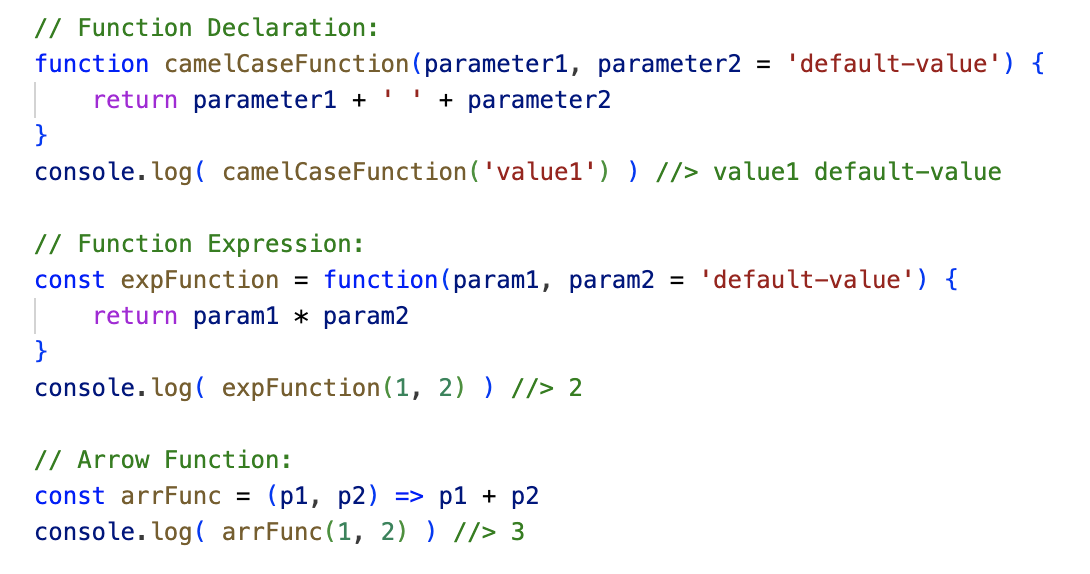 // Function Declaration:
function camelCaseFunction(parameter1, parameter2 = 'default-value') {
    return parameter1 + ' ' + parameter2
}
console.log( camelCaseFunction('value1') ) //> value1 default-value

// Function Expression:
const expFunction = function(param1, param2 = 'default-value') {
    return param1 * param2
}
console.log( expFunction(1, 2) ) //> 2

// Arrow Function:
const arrFunc = (p1, p2) => p1 + p2
console.log( arrFunc(1, 2) ) //> 3